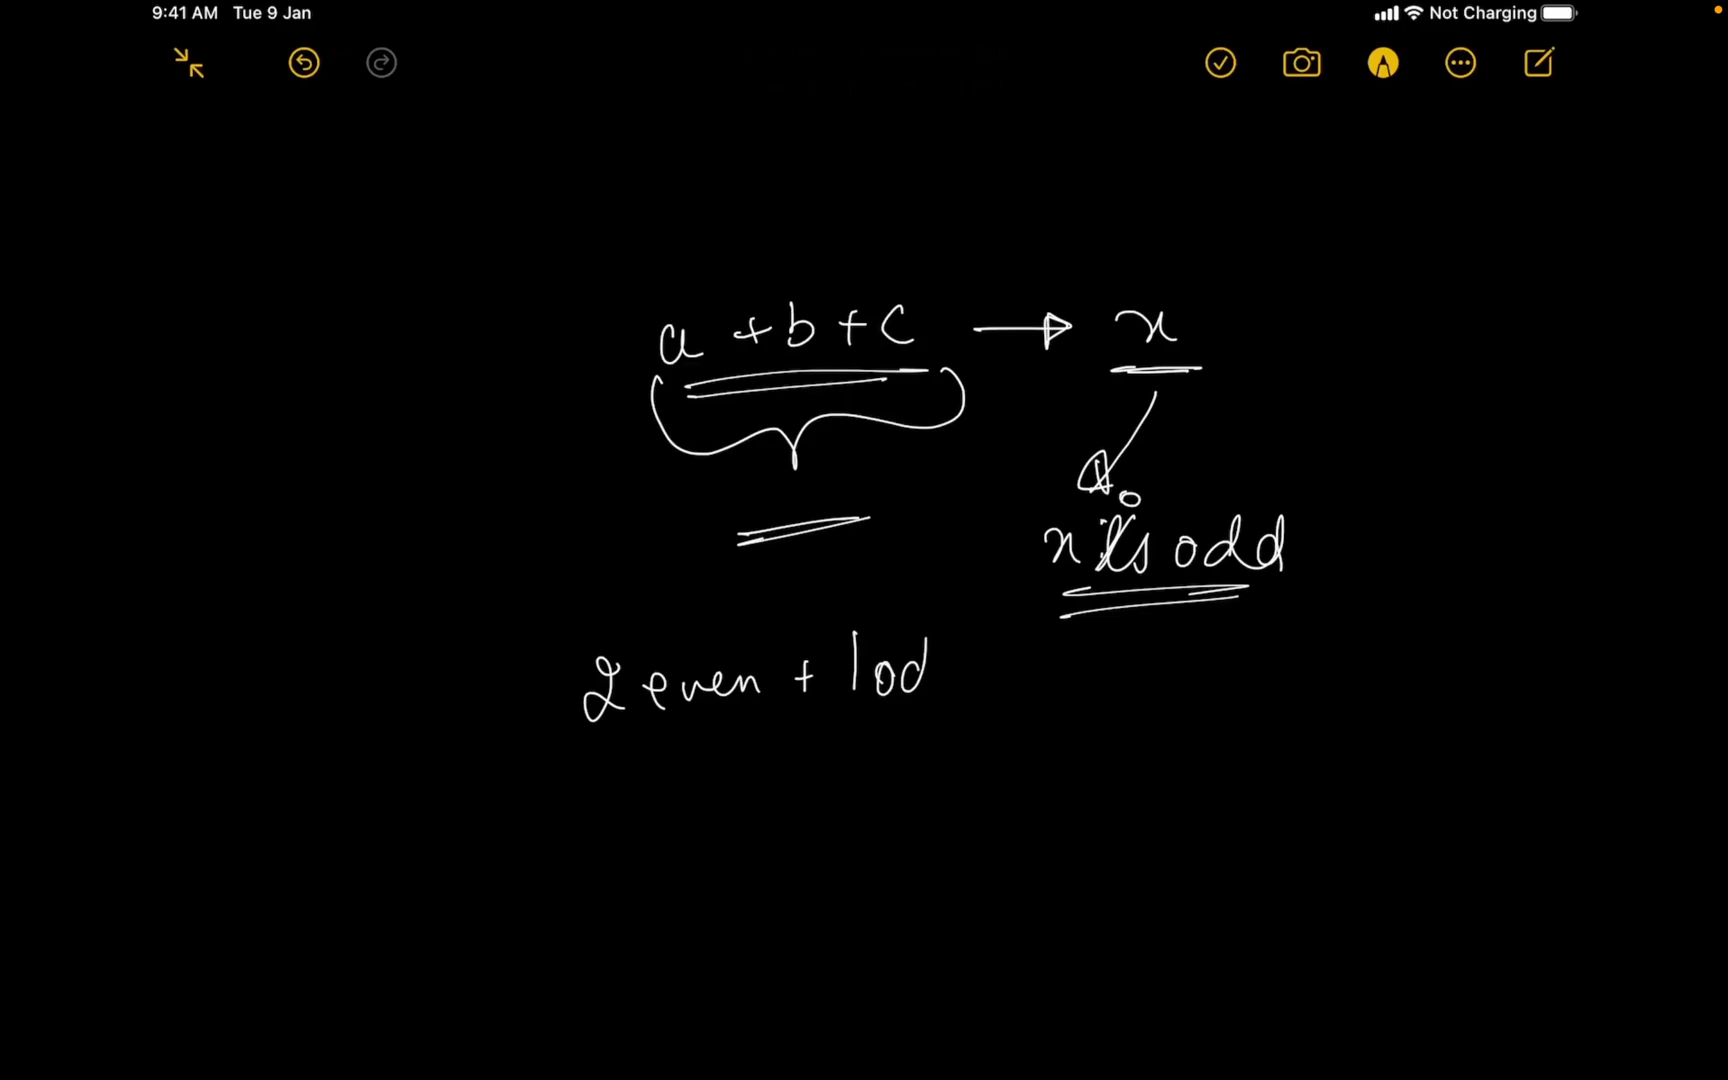 9:41 AM Tue 9 Jan Not Charging
a + b + c → x
x is odd
2 even + 1 od